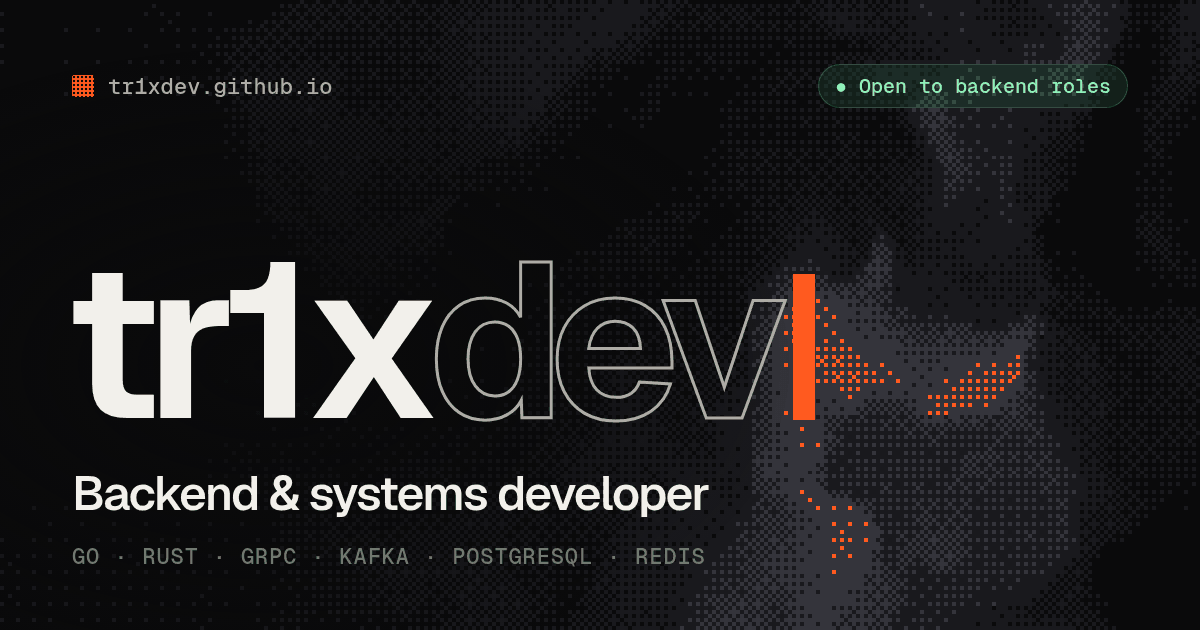 tr1xdev.github.io
● Open to backend roles
tr1xdev
Backend & systems developer
GO · RUST · GRPC · KAFKA · POSTGRESQL · REDIS